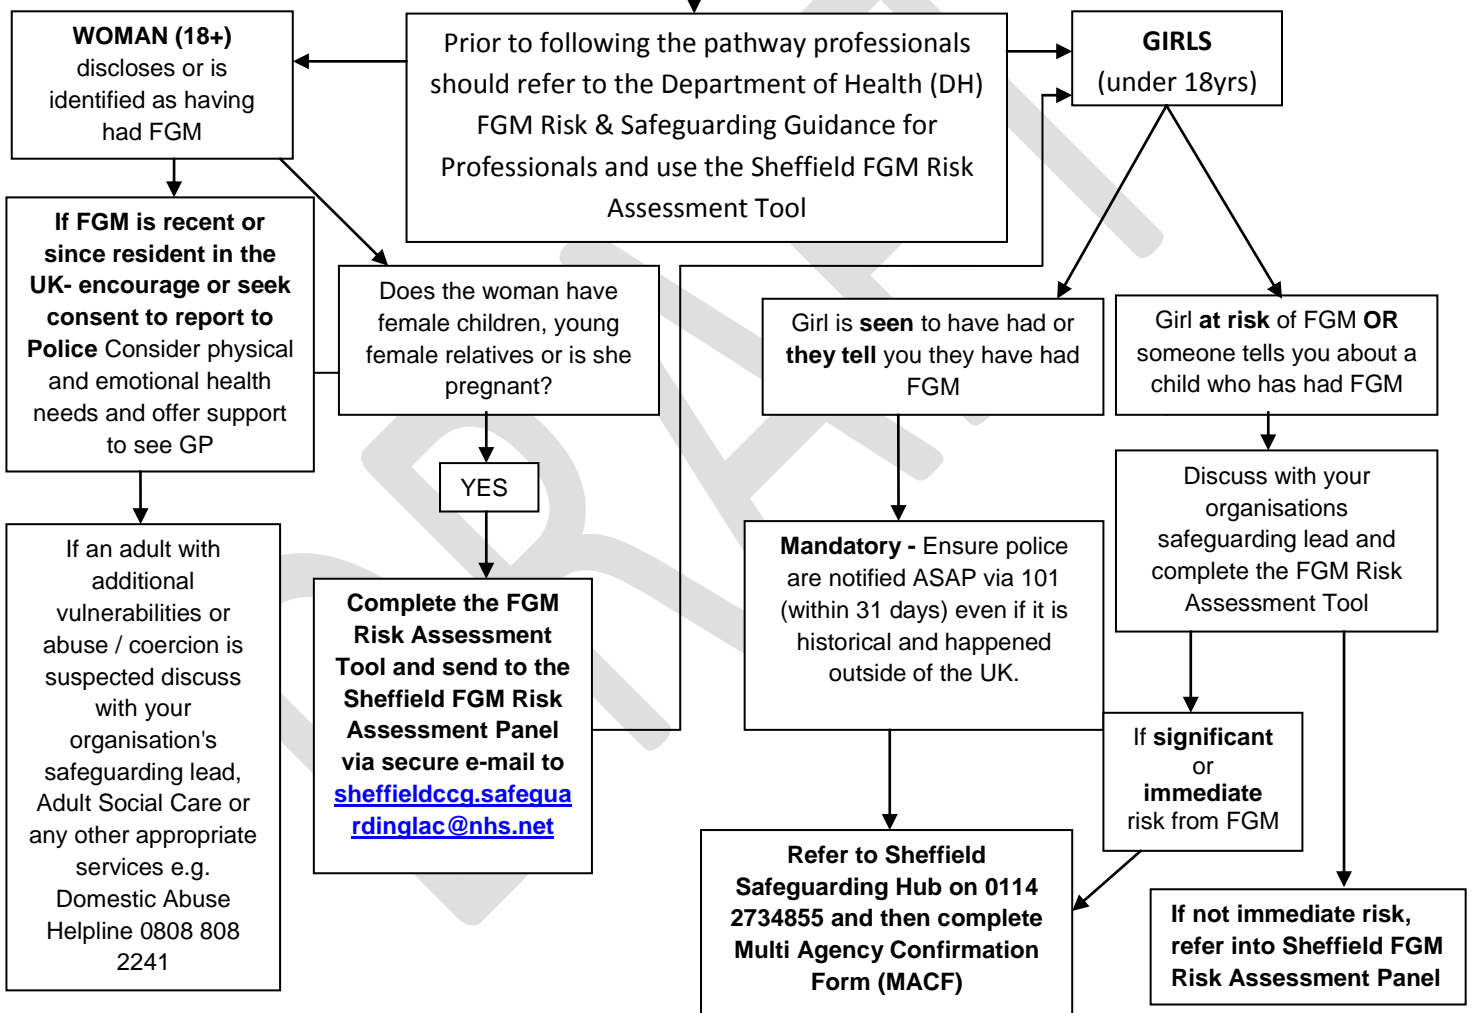 WOMAN (18+)
discloses or is
identified as having
had FGM
Prior to following the pathway professionals
should refer to the Department of Health (DH)
FGM Risk & Safeguarding Guidance for
Professionals and use the Sheffield FGM Risk
Assessment Tool
GIRLS
(under 18yrs)
If FGM is recent or
since resident in the
UK- encourage or seek
consent to report to
Police Consider physical
and emotional health
needs and offer support
to see GP
Does the woman have
female children, young
female relatives or is she
pregnant?
Girl is seen to have had or
they tell you they have had
FGM
Girl at risk of FGM OR
someone tells you about a
child who has had FGM
YES
Discuss with your
organisations
safeguarding lead and
complete the FGM Risk
Assessment Tool
If an adult with
additional
vulnerabilities or
abuse / coercion is
suspected discuss
with your
organisation's
safeguarding lead,
Adult Social Care or
any other appropriate
services e.g.
Domestic Abuse
Helpline 0808 808
2241
Complete the FGM
Risk Assessment
Tool and send to the
Sheffield FGM Risk
Assessment Panel
via secure e-mail to
sheffieldccg.safegua
rdinglac@nhs.net
Mandatory - Ensure police
are notified ASAP via 101
(within 31 days) even if it is
historical and happened
outside of the UK.
If significant
or
immediate
risk from FGM
Refer to Sheffield
Safeguarding Hub on 0114
2734855 and then complete
Multi Agency Confirmation
Form (MACF)
If not immediate risk,
refer into Sheffield FGM
Risk Assessment Panel
DRAFT